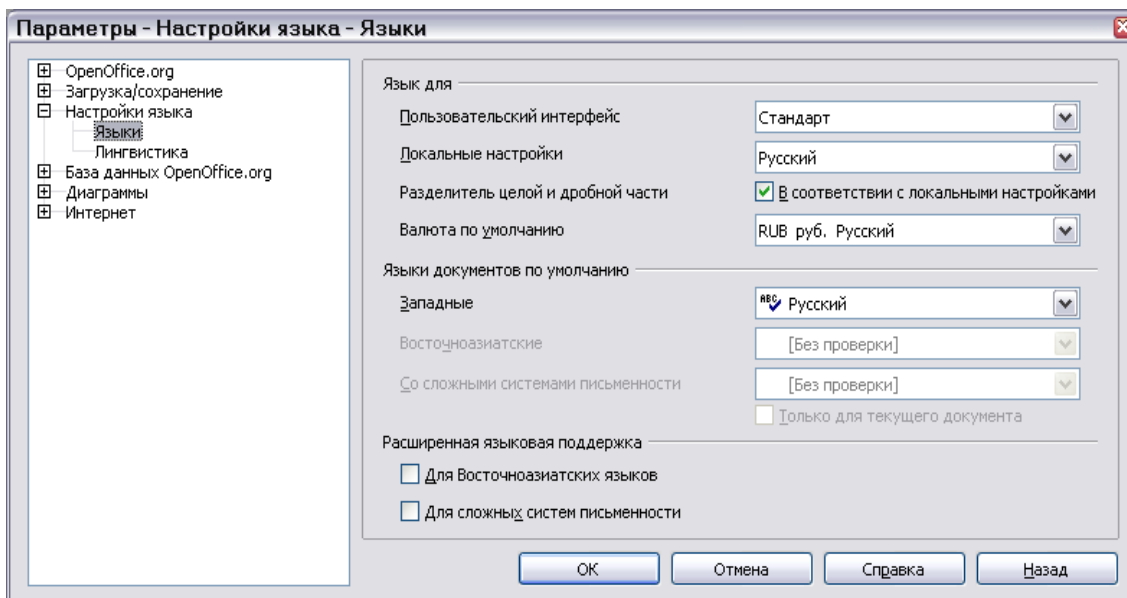 Параметры - Настройки языка - Языки
OpenOffice.org
Загрузка/сохранение
Настройки языка
Языки
Лингвистика
База данных OpenOffice.org
Диаграммы
Интернет
Язык для
Пользовательский интерфейс Стандарт
Локальные настройки Русский
Разделитель целой и дробной части В соответствии с локальными настройками
Валюта по умолчанию RUB руб. Русский
Языки документов по умолчанию
Западные ABC Русский
Восточноазиатские [Без проверки]
Со сложными системами письменности [Без проверки]
Только для текущего документа
Расширенная языковая поддержка
Для Восточноазиатских языков
Для сложных систем письменности
ОК Отмена Справка Назад